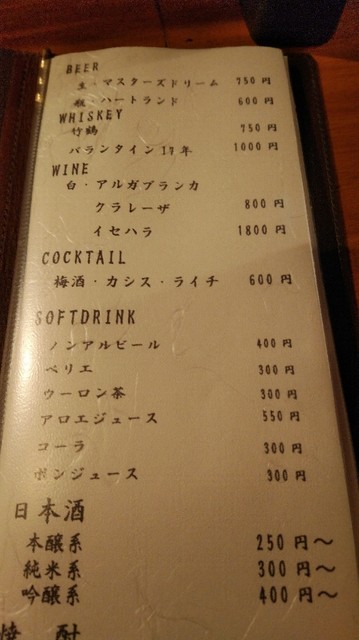 BEER
生・マスターズドリーム 750円
瓶・ハートランド 600円
WHISKEY
竹鶴 750円
バランタイン17年 1000円
WINE
白・アルガブランカ
クラレーザ 800円
イセハラ 1800円
COCKTAIL
梅酒・カシス・ライチ 600円
SOFTDRINK
ノンアルビール 400円
ペリエ 300円
ウーロン茶 300円
アロエジュース 550円
コーラ 300円
ポンジュース 300円
日本酒
本醸系 250円～
純米系 300円～
吟醸系 400円～
焼 酎